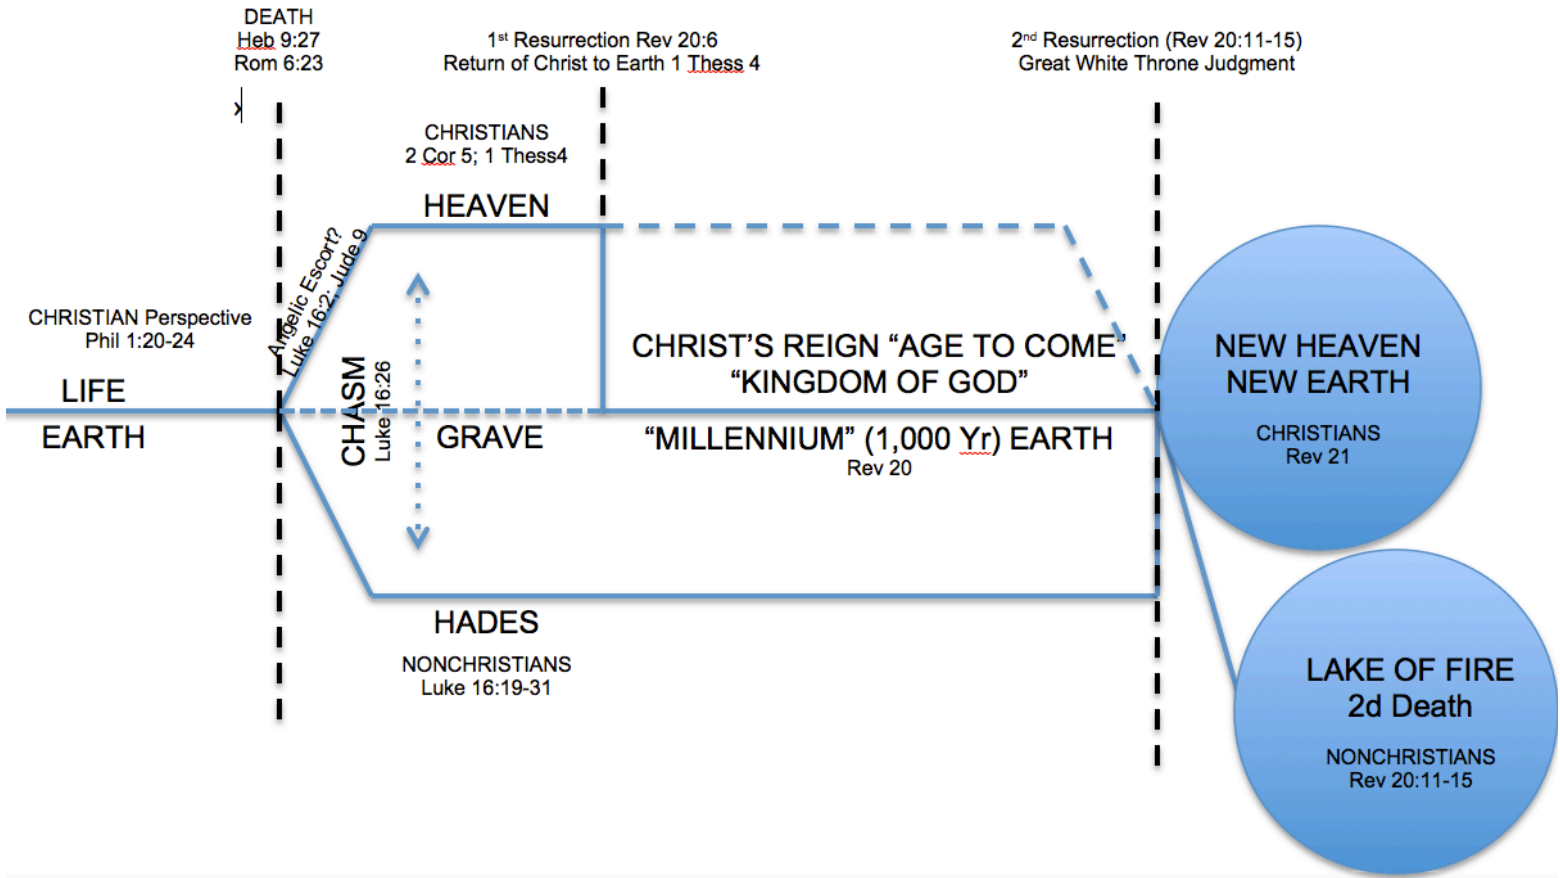 DEATH
Heb 9:27
Rom 6:23
1st Resurrection Rev 20:6
Return of Christ to Earth 1 Thess 4
2nd Resurrection (Rev 20:11-15)
Great White Throne Judgment
x
CHRISTIANS
2 Cor 5; 1 Thess4
HEAVEN
Angelic Escort?
Luke 16:2; Jude 9
CHRISTIAN Perspective
Phil 1:20-24
LIFE
EARTH
CHASM
Luke 16:26
GRAVE
CHRIST’S REIGN “AGE TO COME”
“KINGDOM OF GOD”
“MILLENNIUM” (1,000 Yr) EARTH
Rev 20
HADES
NONCHRISTIANS
Luke 16:19-31
NEW HEAVEN
NEW EARTH
CHRISTIANS
Rev 21
LAKE OF FIRE
2d Death
NONCHRISTIANS
Rev 20:11-15